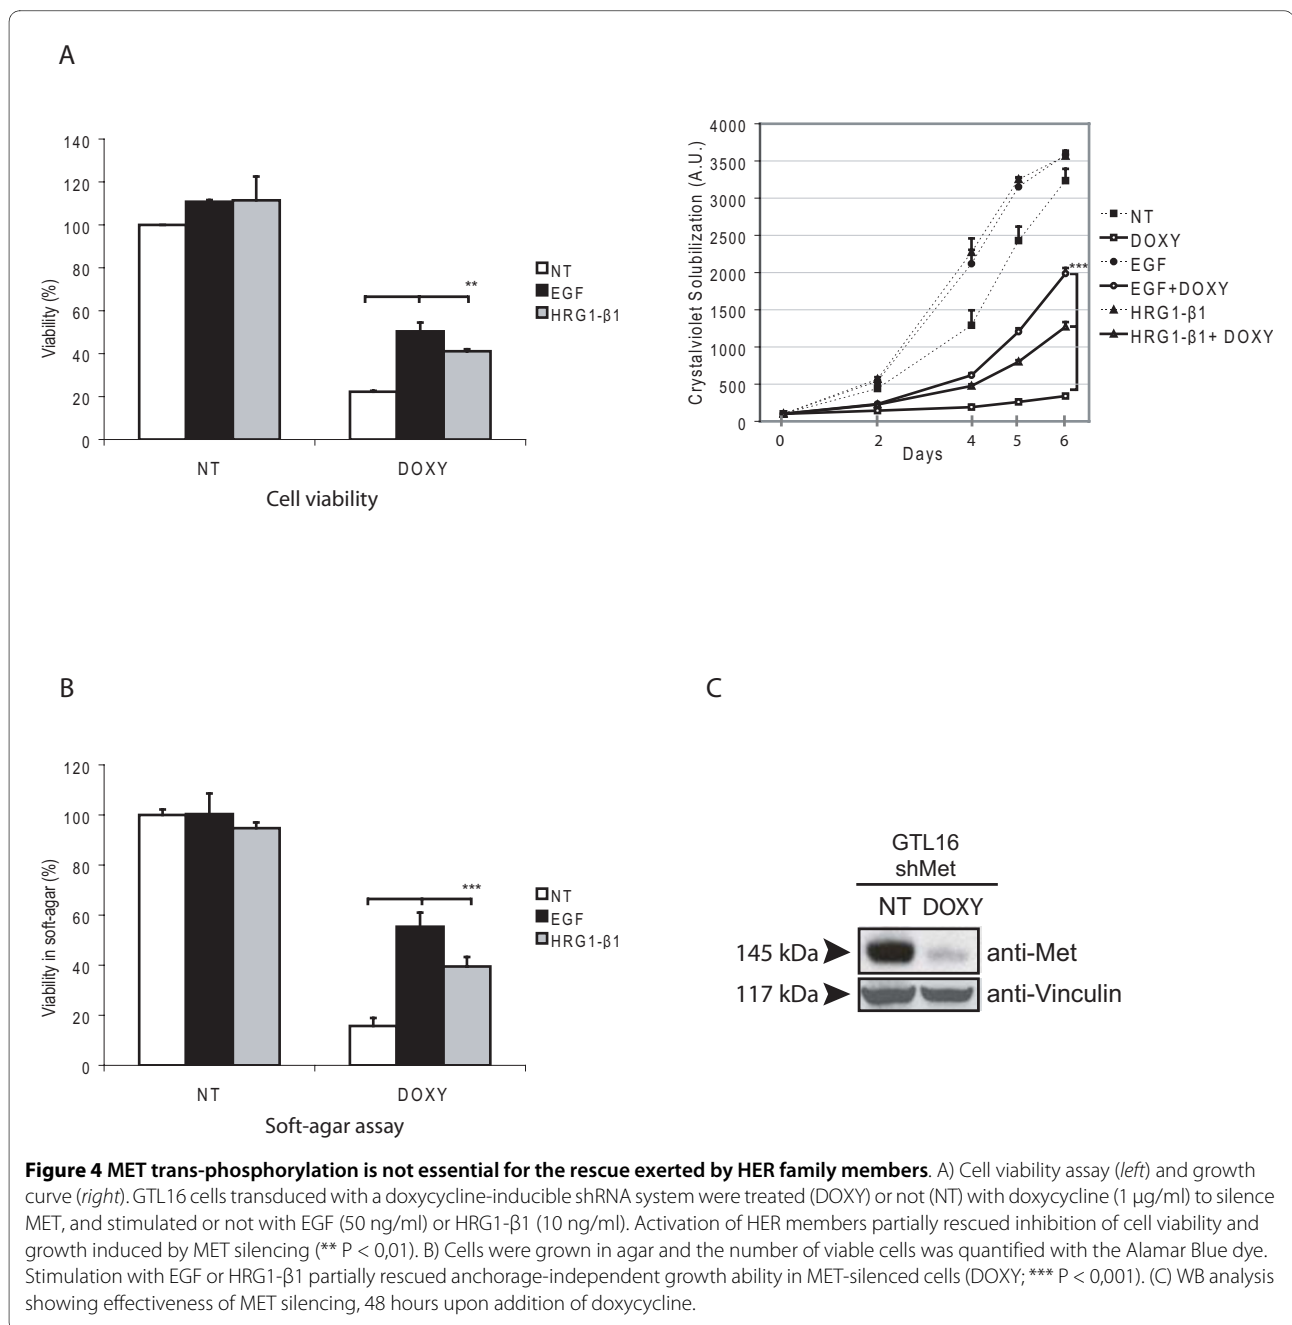 A
140
120
100
80
60
40
20
0
Viability (%)
**
NT
EGF
HRG1-β1
NT
DOXY
Cell viability
4000
3500
3000
2500
2000
1500
1000
500
0
Crystalviolet Solubilization (A.U.)
***
0
2
4
5
6
Days
NT
DOXY
EGF
EGF+DOXY
HRG1-β1
HRG1-β1+ DOXY
B
120
100
80
60
40
20
0
Viability in soft-agar (%)
***
NT
EGF
HRG1-β1
NT
DOXY
Soft-agar assay
C
GTL16
shMet
NT DOXY
145 kDa
anti-Met
117 kDa
anti-Vinculin
Figure 4 MET trans-phosphorylation is not essential for the rescue exerted by HER family members. A) Cell viability assay (left) and growth
curve (right). GTL16 cells transduced with a doxycycline-inducible shRNA system were treated (DOXY) or not (NT) with doxycycline (1 μg/ml) to silence
MET, and stimulated or not with EGF (50 ng/ml) or HRG1-β1 (10 ng/ml). Activation of HER members partially rescued inhibition of cell viability and
growth induced by MET silencing (** P < 0,01). B) Cells were grown in agar and the number of viable cells was quantified with the Alamar Blue dye.
Stimulation with EGF or HRG1-β1 partially rescued anchorage-independent growth ability in MET-silenced cells (DOXY; *** P < 0,001). (C) WB analysis
showing effectiveness of MET silencing, 48 hours upon addition of doxycycline.